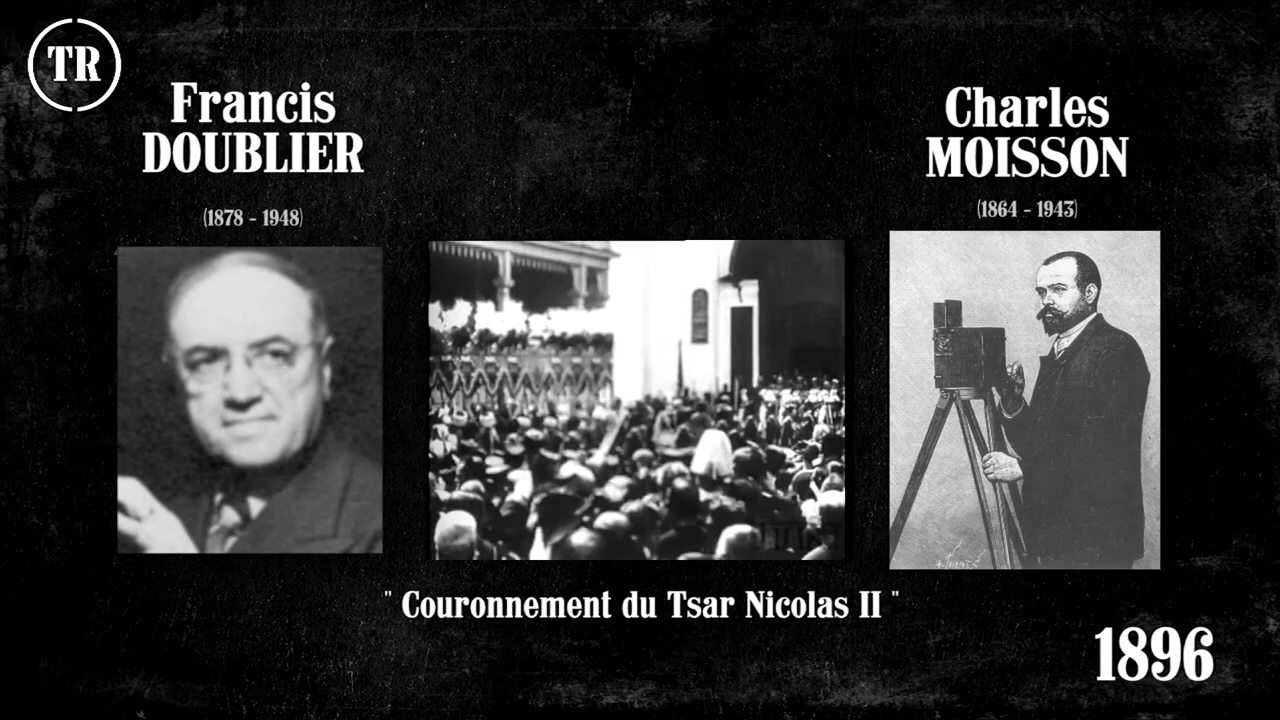 TR
Francis
DOUBLIER
(1878 - 1948)
Charles
MOISSON
(1864 - 1943)
" Couronnement du Tsar Nicolas II "
1896